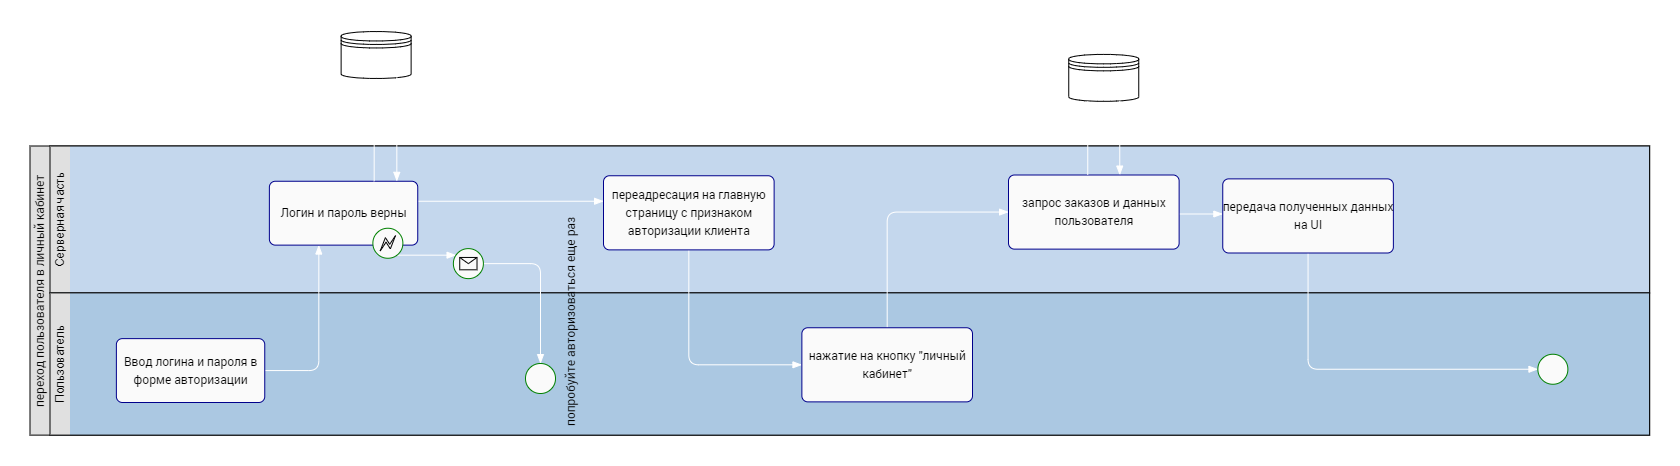 переход пользователя в личный кабинет
Серверная часть
Логин и пароль верны
переадресация на главную
страницу с признаком
авторизации клиента
запрос заказов и данных
пользователя
передача полученных данных
на UI
попробуйте авторизоваться еще раз
Пользователь
Ввод логина и пароля в
форме авторизации
нажатие на кнопку "личный
кабинет"